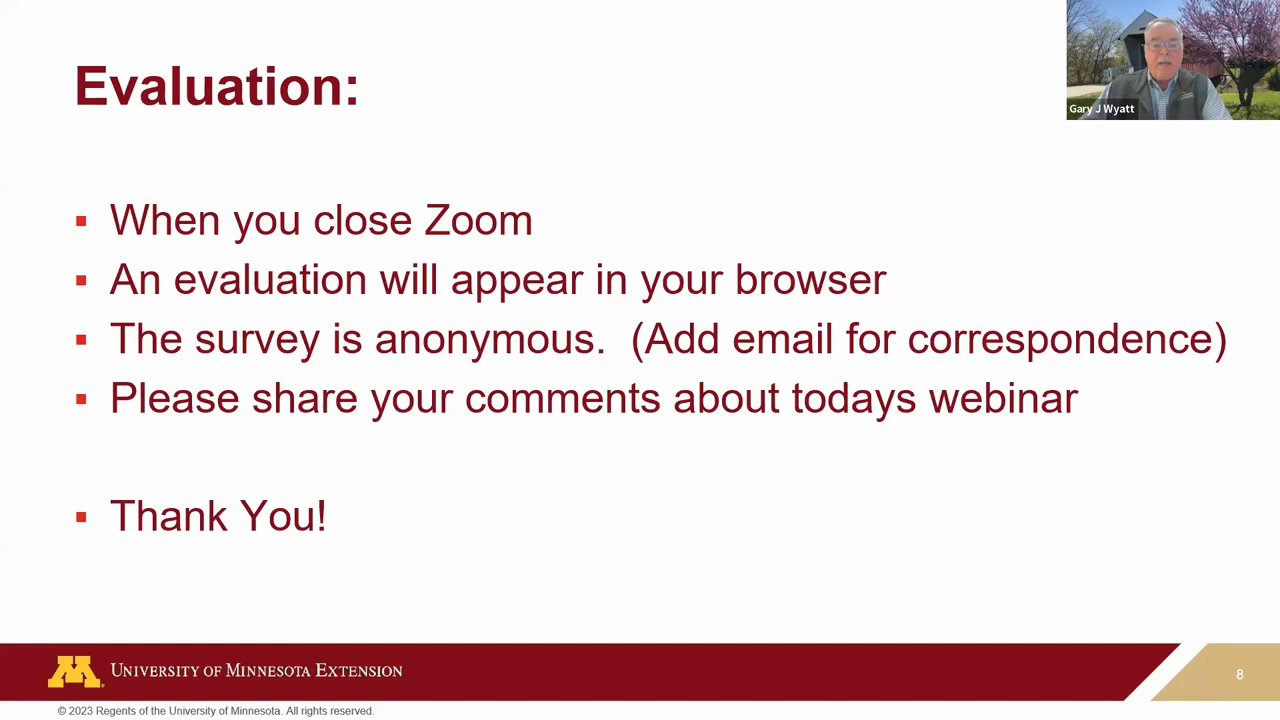 Evaluation:
Gary J Wyatt
▪ When you close Zoom
▪ An evaluation will appear in your browser
▪ The survey is anonymous.  (Add email for correspondence)
▪ Please share your comments about todays webinar
▪ Thank You!
M
University of Minnesota Extension
8
© 2023 Regents of the University of Minnesota. All rights reserved.